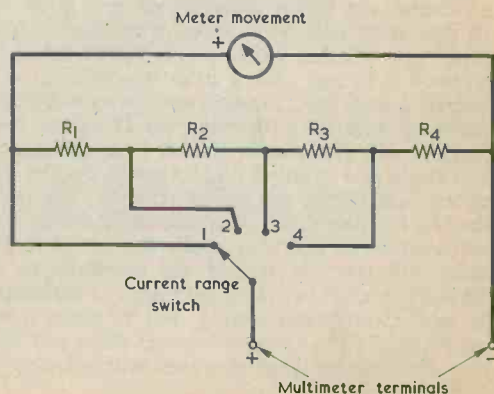 Meter movement
+
R1 R2 R3 R4
1 2 3 4
Current range
switch
+ −
Multimeter terminals